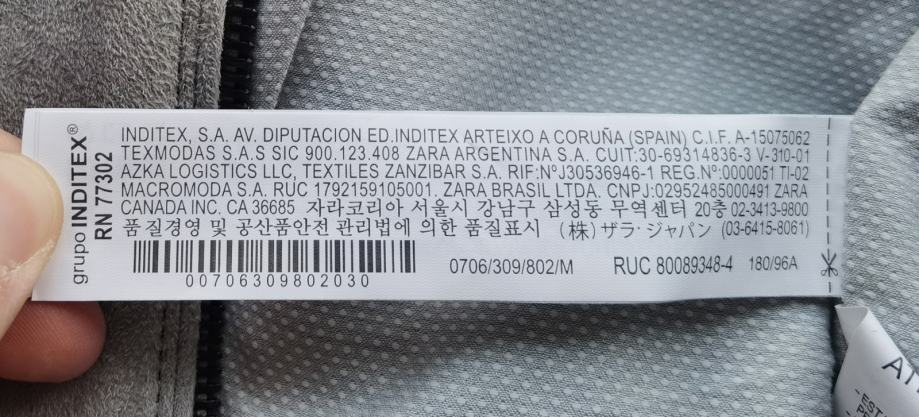 grupo INDITEX®
RN 77302
INDITEX, S.A. AV. DIPUTACION ED.INDITEX ARTEIXO A CORUÑA (SPAIN) C.I.F. A-15075062
TEXMODAS S.A.S SIC 900.123.408 ZARA ARGENTINA S.A. CUIT:30-69314836-3 V-310-01
AZKA LOGISTICS LLC, TEXTILES ZANZIBAR S.A. RIF:NºJ30536946-1 REG.Nº:0000051 TI-02
MACROMODA S.A. RUC 1792159105001, ZARA BRASIL LTDA. CNPJ:02952485000491 ZARA
CANADA INC. CA 36685 자라코리아 서울시 강남구 삼성동 무역센터 20층 02-3413-9800
품질경영 및 공산품안전 관리법에 의한 품질표시 (株) ザラ·ジャパン (03-6415-8061)
00706309802030
0706/309/802/M RUC 80089348-4 180/96A